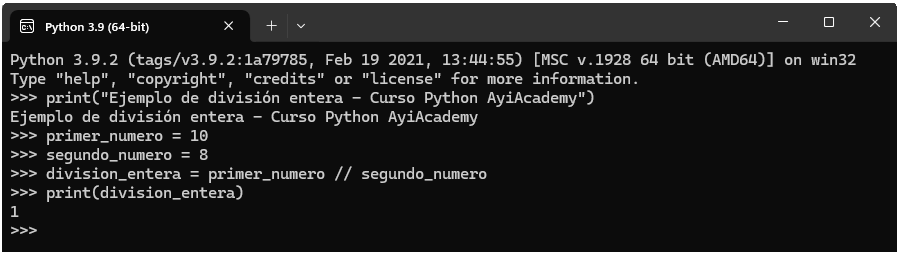 Python 3.9 (64-bit)
Python 3.9.2 (tags/v3.9.2:1a79785, Feb 19 2021, 13:44:55) [MSC v.1928 64 bit (AMD64)] on win32
Type "help", "copyright", "credits" or "license" for more information.
>>> print("Ejemplo de división entera - Curso Python AyiAcademy")
Ejemplo de división entera - Curso Python AyiAcademy
>>> primer_numero = 10
>>> segundo_numero = 8
>>> division_entera = primer_numero // segundo_numero
>>> print(division_entera)
1
>>>